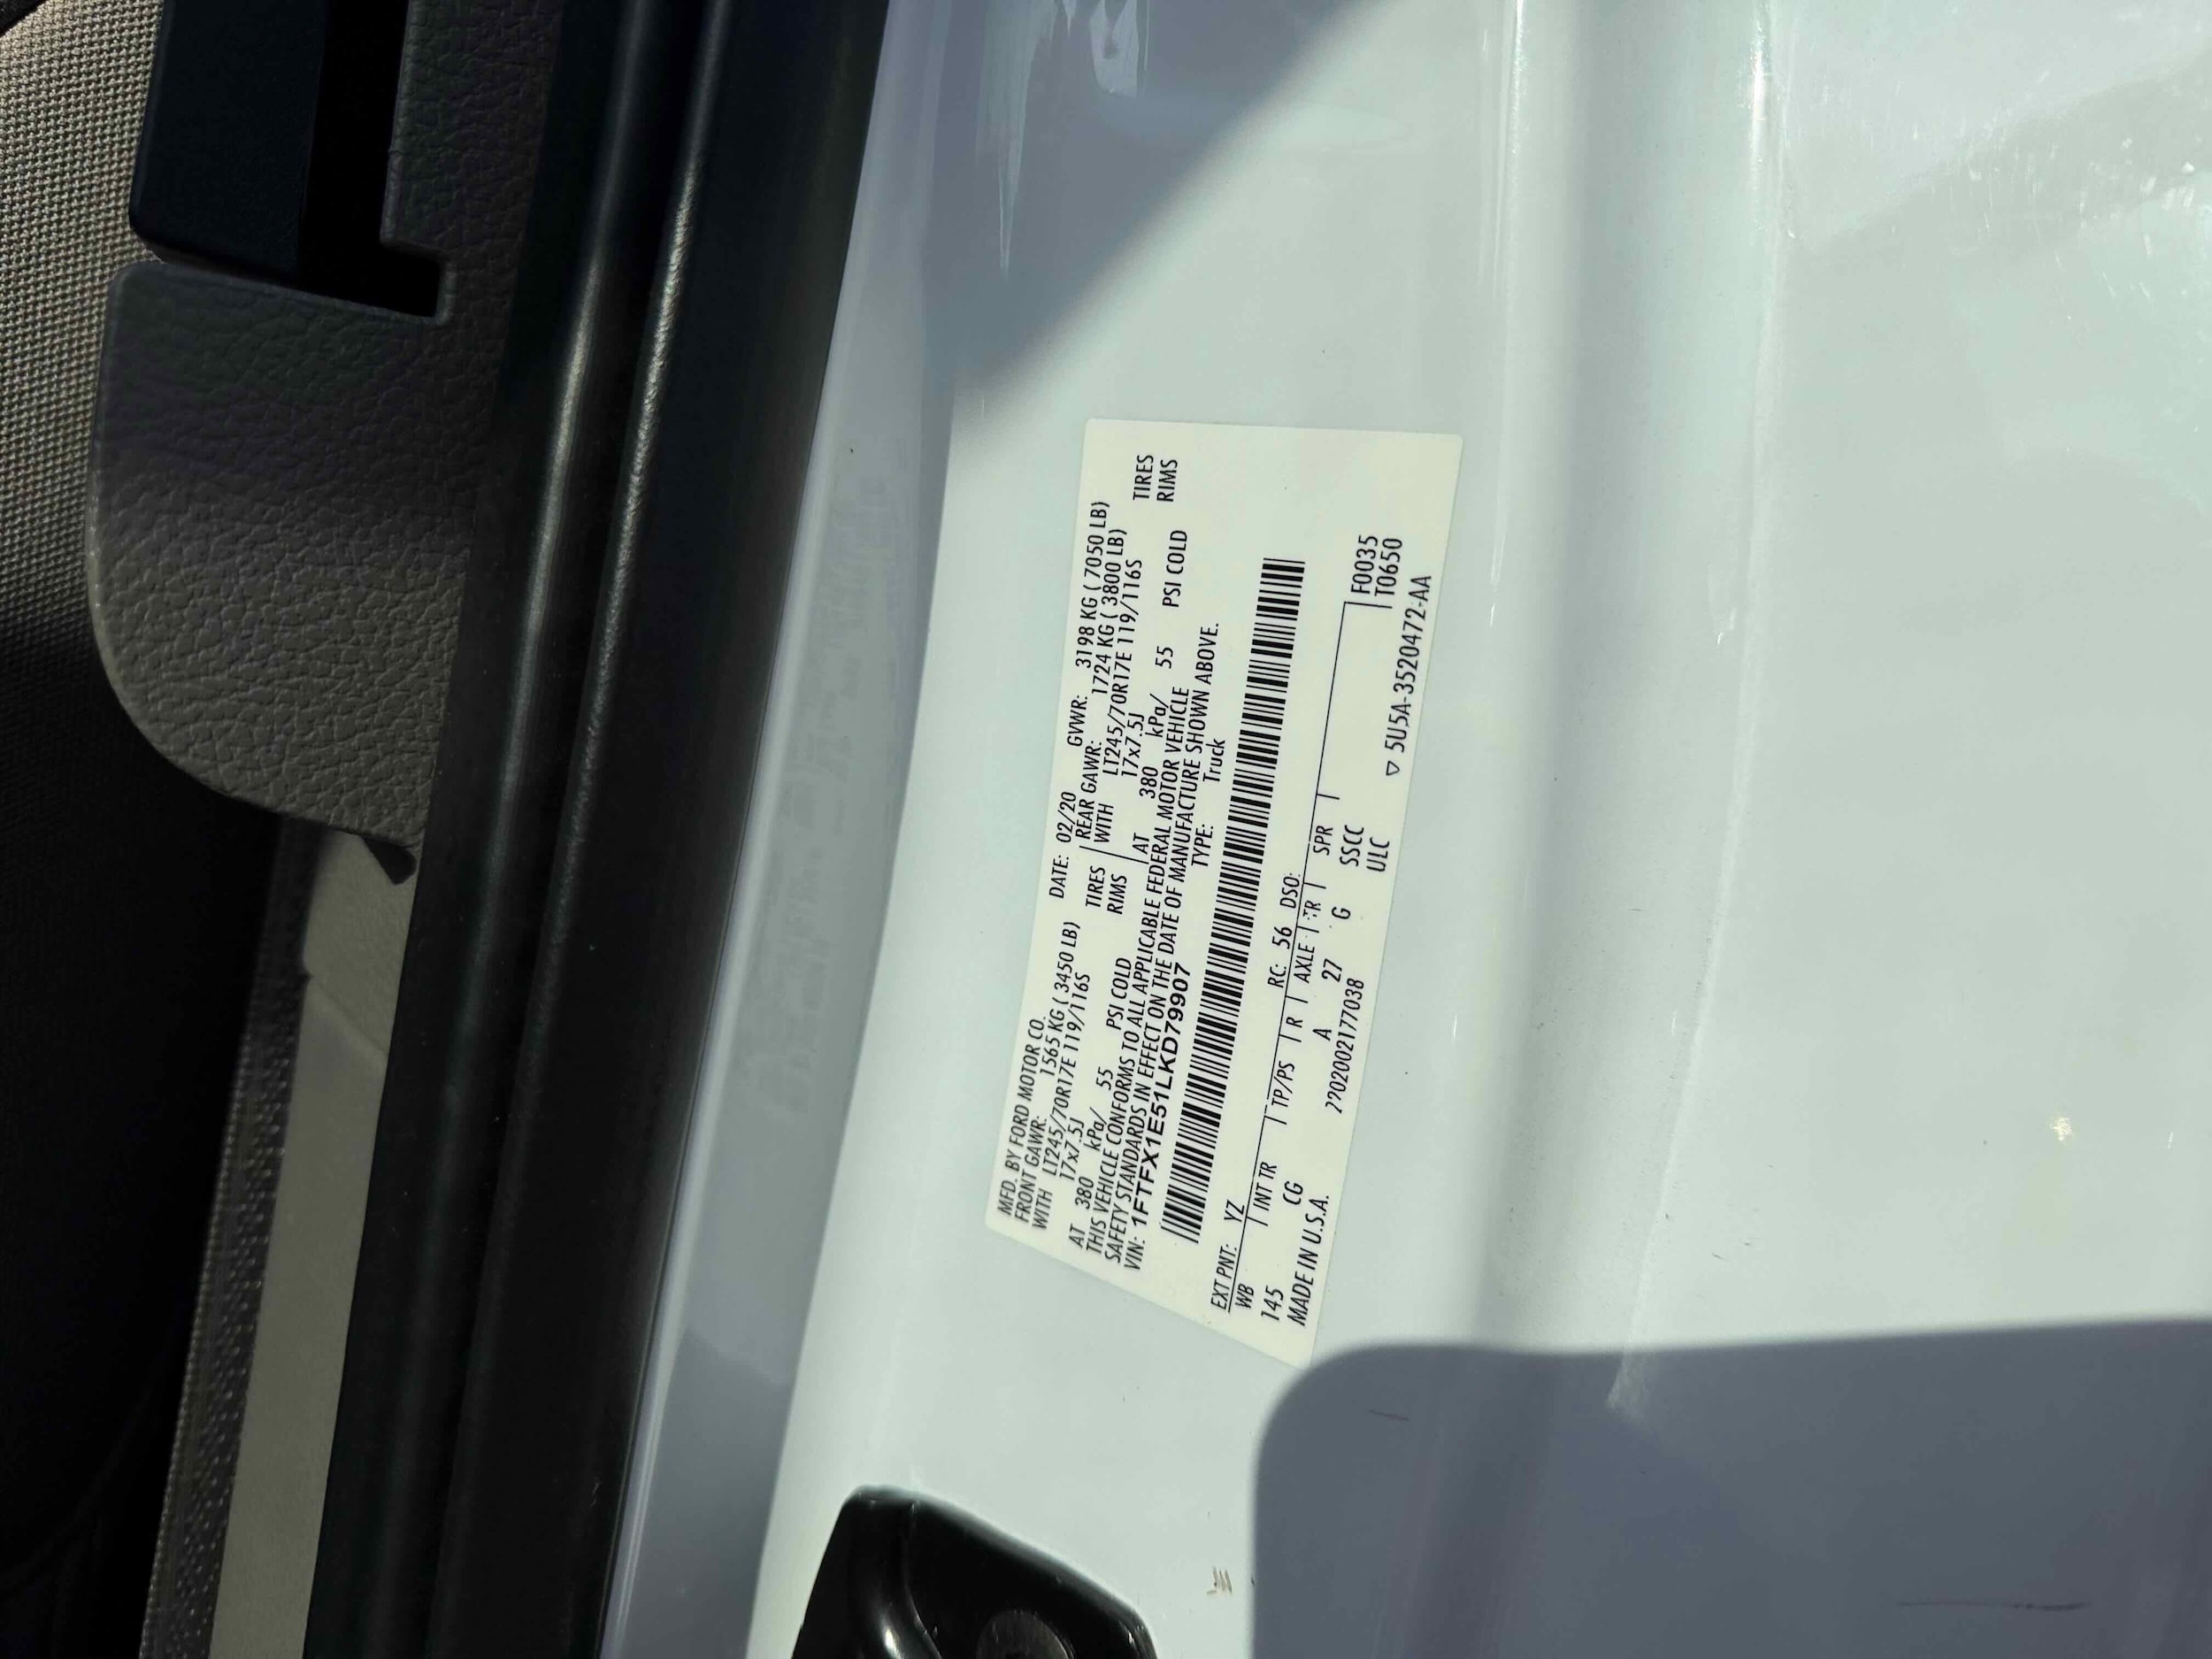 MFD. BY FORD MOTOR CO. DATE: 02/20 GVWR: 3198 KG ( 7050 LB)
FRONT GAWR: 1565 KG ( 3450 LB) REAR GAWR: 1724 KG ( 3800 LB)
WITH LT245/70R17E 119/116S TIRES WITH LT245/70R17E 119/116S TIRES
17x7.5J RIMS 17x7.5J RIMS
AT 380 kPa/ 55 PSI COLD AT 380 kPa/ 55 PSI COLD
THIS VEHICLE CONFORMS TO ALL APPLICABLE FEDERAL MOTOR VEHICLE
SAFETY STANDARDS IN EFFECT ON THE DATE OF MANUFACTURE SHOWN ABOVE.
VIN: 1FTFX1E51LKD79907 TYPE: Truck
EXT PNT: YZ RC: 56 DSO:
WB INT TR TP/PS R AXLE TR SPR F0035
145 CG A 27 G SSCC T0650
MADE IN U.S.A. ??02002177038 ULC ▽ 5U5A-3520472-AA